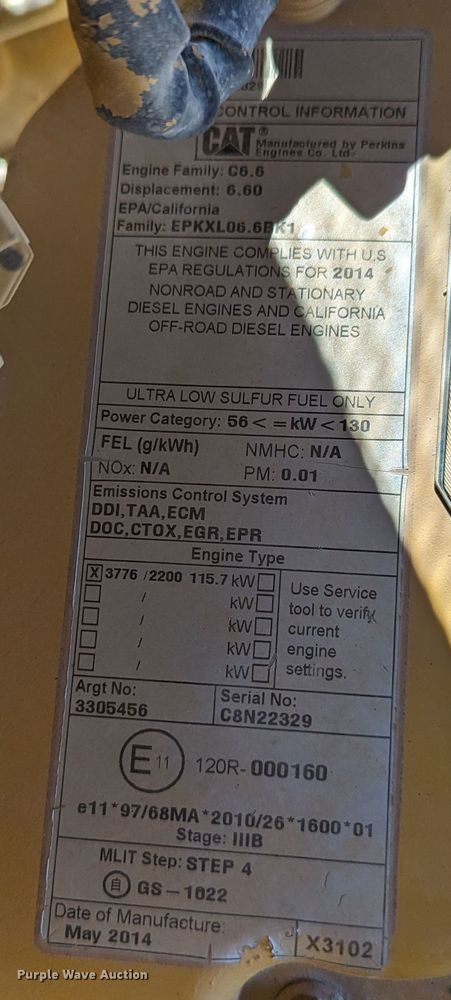 CONTROL INFORMATION
CAT® Manufactured by Perkins
Engines Co. Ltd.
Engine Family: C6.6
Displacement: 6.60
EPA/California
Family: EPKXL06.6BK1
THIS ENGINE COMPLIES WITH U.S
EPA REGULATIONS FOR 2014
NONROAD AND STATIONARY
DIESEL ENGINES AND CALIFORNIA
OFF-ROAD DIESEL ENGINES
ULTRA LOW SULFUR FUEL ONLY
Power Category: 56 < = kW < 130
FEL (g/kWh) NMHC: N/A
NOx: N/A PM: 0.01
Emissions Control System
DDI,TAA,ECM
DOC,CTOX,EGR,EPR
Engine Type
X 3776 /2200 115.7 kW
/ kW
/ kW
/ kW
/ kW
Use Service
tool to verify
current
engine
settings.
Argt No:
3305456
Serial No:
C8N22329
E11 120R-000160
e11*97/68MA*2010/26*1600*01
Stage: IIIB
MLIT Step: STEP 4
自 GS-1022
Date of Manufacture:
May 2014
X3102
Purple Wave Auction